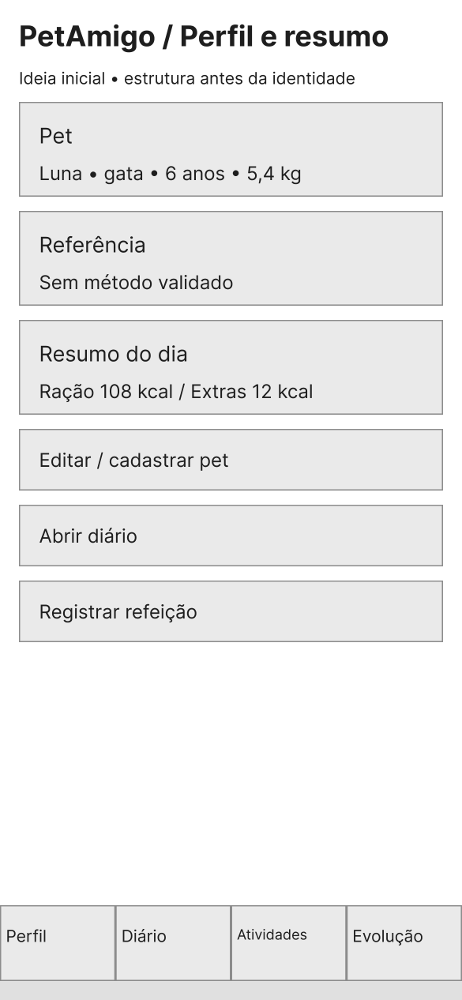 PetAmigo / Perfil e resumo
Ideia inicial • estrutura antes da identidade
Pet
Luna • gata • 6 anos • 5,4 kg
Referência
Sem método validado
Resumo do dia
Ração 108 kcal / Extras 12 kcal
Editar / cadastrar pet
Abrir diário
Registrar refeição
Perfil
Diário
Atividades
Evolução